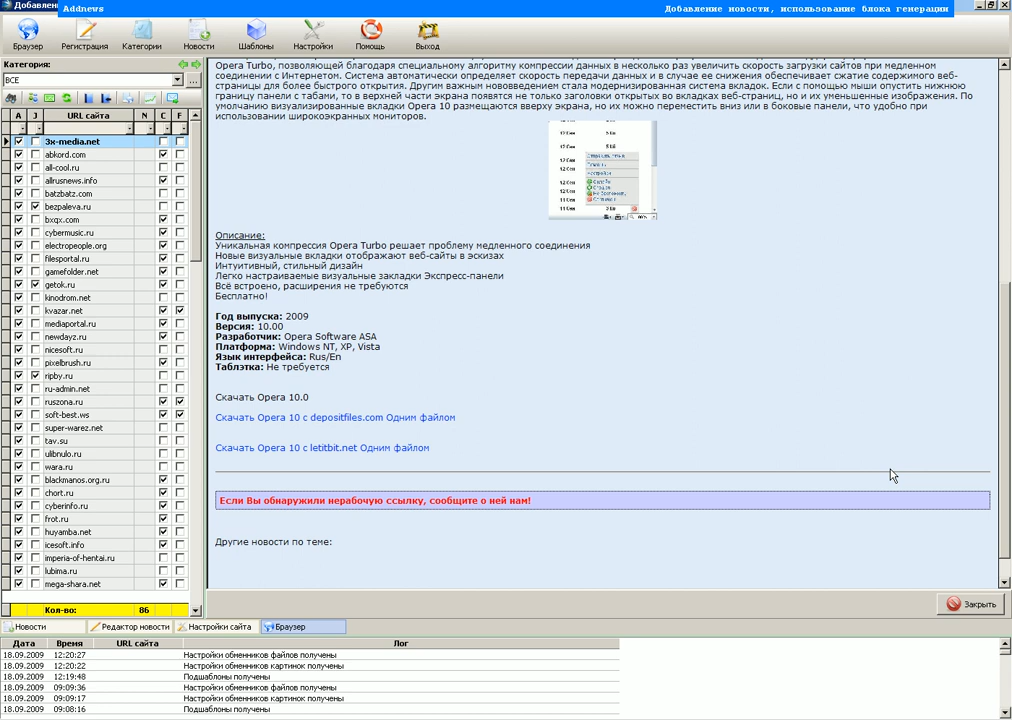 Добавлен
Addnews
Добавление новости, использование блока генерации
Браузер
Регистрация
Категории
Новости
Шаблоны
Настройки
Помощь
Выход
Категория:
ВСЕ
A J URL сайта N C F
3x-media.net
abkord.com
all-cool.ru
allrusnews.info
batzbatz.com
bezpaleva.ru
bxqx.com
cybermusic.ru
electropeople.org
filesportal.ru
gamefolder.net
getok.ru
kinodrom.net
kvazar.net
mediaportal.ru
newdayz.ru
nicesoft.ru
pixelbrush.ru
ripby.ru
ru-admin.net
ruszona.ru
soft-best.ws
super-warez.net
tav.su
ulibnulo.ru
wara.ru
blackmanos.org.ru
chort.ru
cyberinfo.ru
frot.ru
huyamba.net
icesoft.info
imperia-of-hentai.ru
lubima.ru
mega-shara.net
Кол-во: 86
Opera Turbo, позволяющей благодаря специальному алгоритму компрессии данных в несколько раз увеличить скорость загрузки сайтов при медленном
соединении с Интернетом. Система автоматически определяет скорость передачи данных и в случае ее снижения обеспечивает сжатие содержимого веб-
страницы для более быстрого открытия. Другим важным нововведением стала модернизированная система вкладок. Если с помощью мыши опустить нижнюю
границу панели с табами, то в верхней части экрана появятся не только заголовки открытых во вкладках веб-страниц, но и их уменьшенные изображения. По
умолчанию визуализированные вкладки Opera 10 размещаются вверху экрана, но их можно переместить вниз или в боковые панели, что удобно при
использовании широкоэкранных мониторов.
Описание:
Уникальная компрессия Opera Turbo решает проблему медленного соединения
Новые визуальные вкладки отображают веб-сайты в эскизах
Интуитивный, стильный дизайн
Легко настраиваемые визуальные закладки Экспресс-панели
Всё встроено, расширения не требуются
Бесплатно!
Год выпуска: 2009
Версия: 10.00
Разработчик: Opera Software ASA
Платформа: Windows NT, XP, Vista
Язык интерфейса: Rus/En
Таблэтка: Не требуется
Скачать Opera 10.0
Скачать Opera 10 с depositfiles.com Одним файлом
Скачать Opera 10 с letitbit.net Одним файлом
Если Вы обнаружили нерабочую ссылку, сообщите о ней нам!
Другие новости по теме:
Закрыть
Новости
Редактор новости
Настройки сайта
Браузер
Дата Время URL сайта Лог
18.09.2009 12:20:27 Настройки обменников файлов получены
18.09.2009 12:20:22 Настройки обменников картинок получены
18.09.2009 12:19:48 Подшаблоны получены
18.09.2009 09:09:36 Настройки обменников файлов получены
18.09.2009 09:09:17 Настройки обменников картинок получены
18.09.2009 09:08:16 Подшаблоны получены